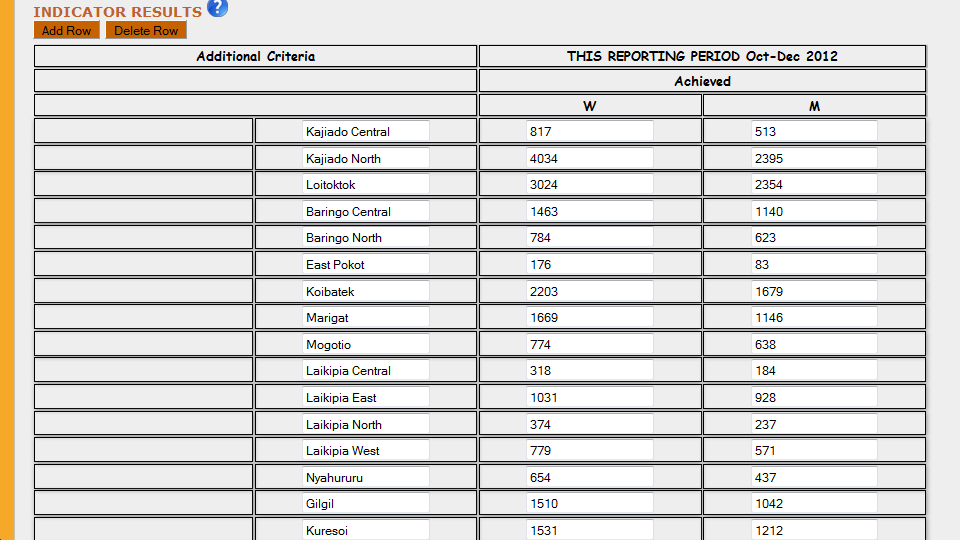 INDICATOR RESULTS ?
Add Row Delete Row
Additional Criteria THIS REPORTING PERIOD Oct-Dec 2012
Achieved
W M
Kajiado Central 817 513
Kajiado North 4034 2395
Loitoktok 3024 2354
Baringo Central 1463 1140
Baringo North 784 623
East Pokot 176 83
Koibatek 2203 1679
Marigat 1669 1146
Mogotio 774 638
Laikipia Central 318 184
Laikipia East 1031 928
Laikipia North 374 237
Laikipia West 779 571
Nyahururu 654 437
Gilgil 1510 1042
Kuresoi 1531 1212